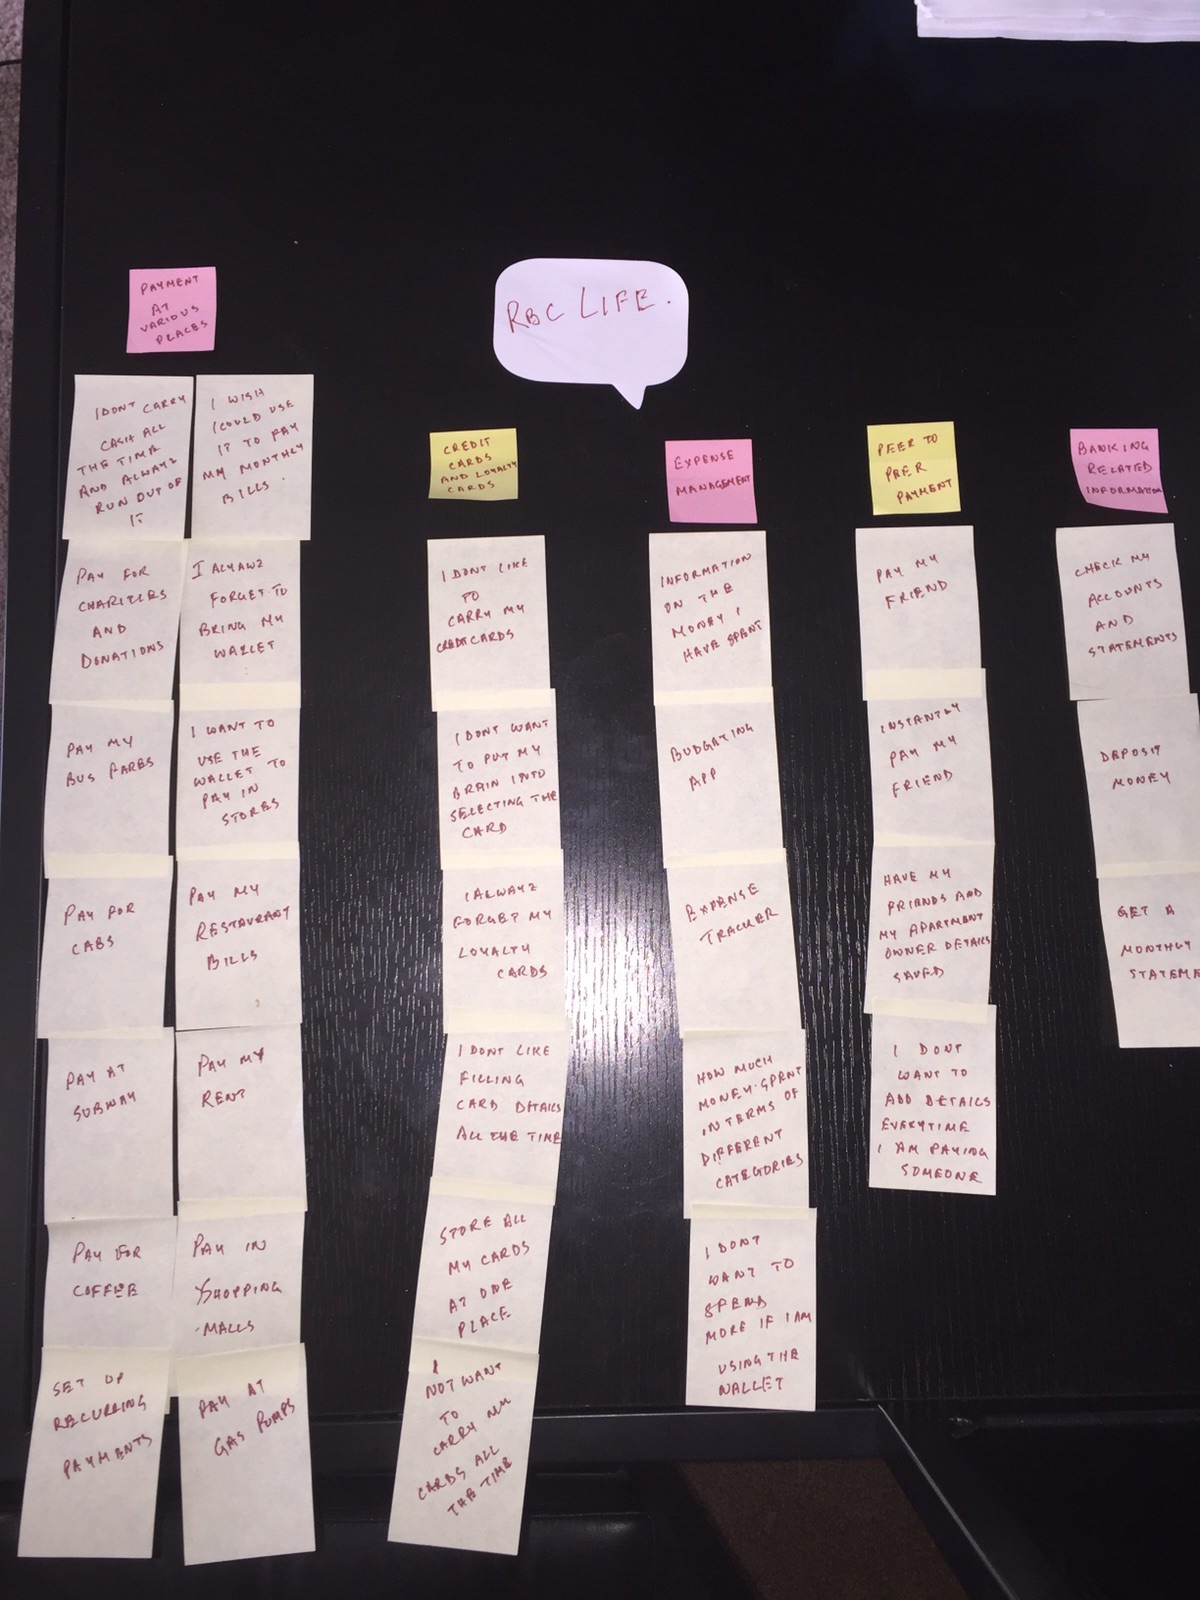 RBC LIFE.
PAYMENT
AT
VARIOUS
PLACES
I DONT CARRY
CASH ALL
THE TIME
AND ALWAYZ
RUN OUT OF
IT
PAY FOR
CHARITIES
AND
DONATIONS
PAY MY
BUS FARES
PAY FOR
CABS
PAY AT
SUBWAY
PAY FOR
COFFEE
SET UP
RECURRING
PAYMENTS
I WISH
I COULD USE
IT TO PAY
MY MONTHLY
BILLS.
I ALYAWZ
FORGET TO
BRING MY
WALLET
I WANT TO
USE THE
WALLET TO
PAY IN
STORES
PAY MY
RESTAURANT
BILLS
PAY MY
RENT
PAY IN
SHOPPING
MALLS
PAY AT
GAS PUMPS
CREDIT
CARDS
AND LOYALTY
CARDS
I DONT LIKE
TO
CARRY MY
CREDITCARDS
I DONT WANT
TO PUT MY
BRAIN INTO
SELECTING THE
CARD
I ALWAYZ
FORGET MY
LOYALTY
CARDS
I DONT LIKE
FILLING
CARD DETAILS
ALL THE TIME
STORE ALL
MY CARDS
AT ONE
PLACE
I
NOT WANT
TO
CARRY MY
CARDS ALL
THE TIME
EXPENSE
MANAGEMENT
INFORMATION
ON THE
MONEY I
HAVE SPENT
BUDGETING
APP
EXPENSE
TRACKER
HOW MUCH
MONEY SPENT
IN TERMS OF
DIFFERENT
CATEGORIES
I DONT
WANT TO
SPEND
MORE IF I AM
USING THE
WALLET
PEER TO
PEER
PAYMENT
PAY MY
FRIEND
INSTANTLY
PAY MY
FRIEND
HAVE MY
FRIENDS AND
MY APARTMENT
OWNER DETAILS
SAVED
I DONT
WANT TO
ADD DETAILS
EVERYTIME
I AM PAYING
SOMEONE
BANKING
RELATED
INFORMATION
CHECK MY
ACCOUNTS
AND
STATEMENTS
DEPOSIT
MONEY
GET A
MONTHLY
STATEME